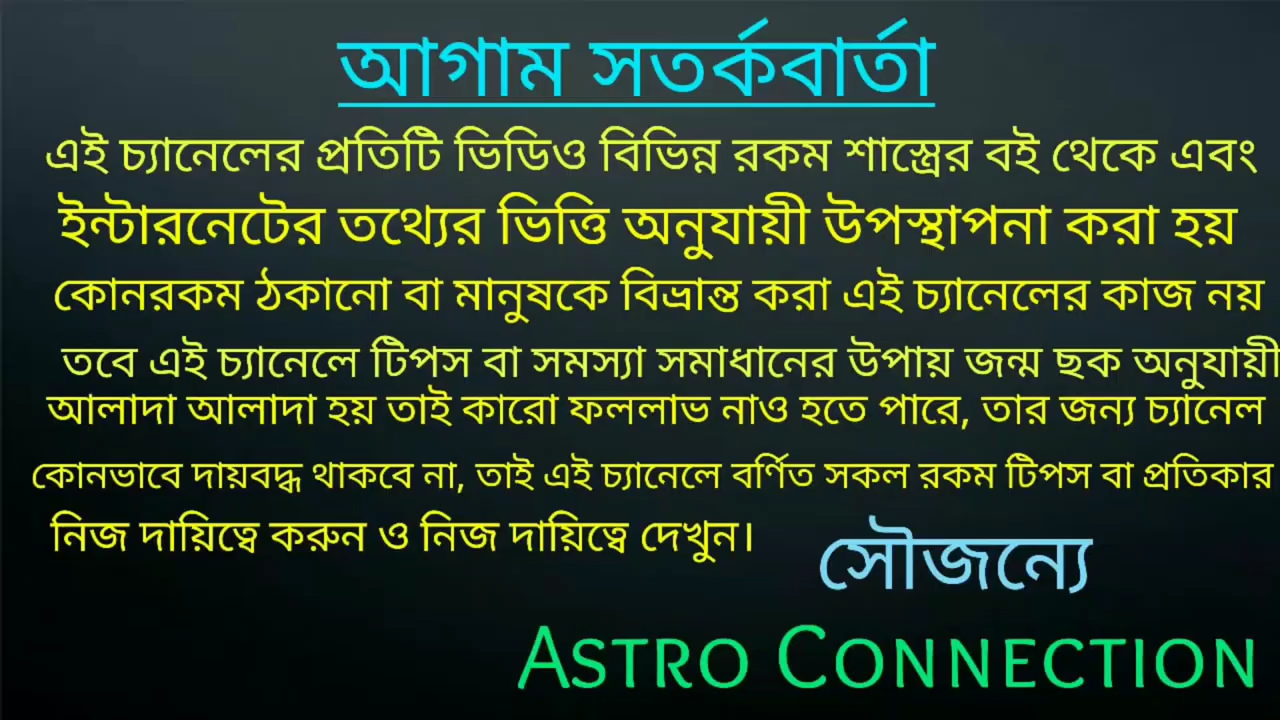 আগাম সতর্কবার্তা
এই চ্যানেলের প্রতিটি ভিডিও বিভিন্ন রকম শাস্ত্রের বই থেকে এবং
ইন্টারনেটের তথ্যের ভিত্তি অনুযায়ী উপস্থাপনা করা হয়
কোনরকম ঠকানো বা মানুষকে বিভ্রান্ত করা এই চ্যানেলের কাজ নয়
তবে এই চ্যানেলে টিপস বা সমস্যা সমাধানের উপায় জন্ম ছক অনুযায়ী
আলাদা আলাদা হয় তাই কারো ফললাভ নাও হতে পারে, তার জন্য চ্যানেল
কোনভাবে দায়বদ্ধ থাকবে না, তাই এই চ্যানেলে বর্ণিত সকল রকম টিপস বা প্রতিকার
নিজ দায়িত্বে করুন ও নিজ দায়িত্বে দেখুন।
সৌজন্যে
ASTRO CONNECTION